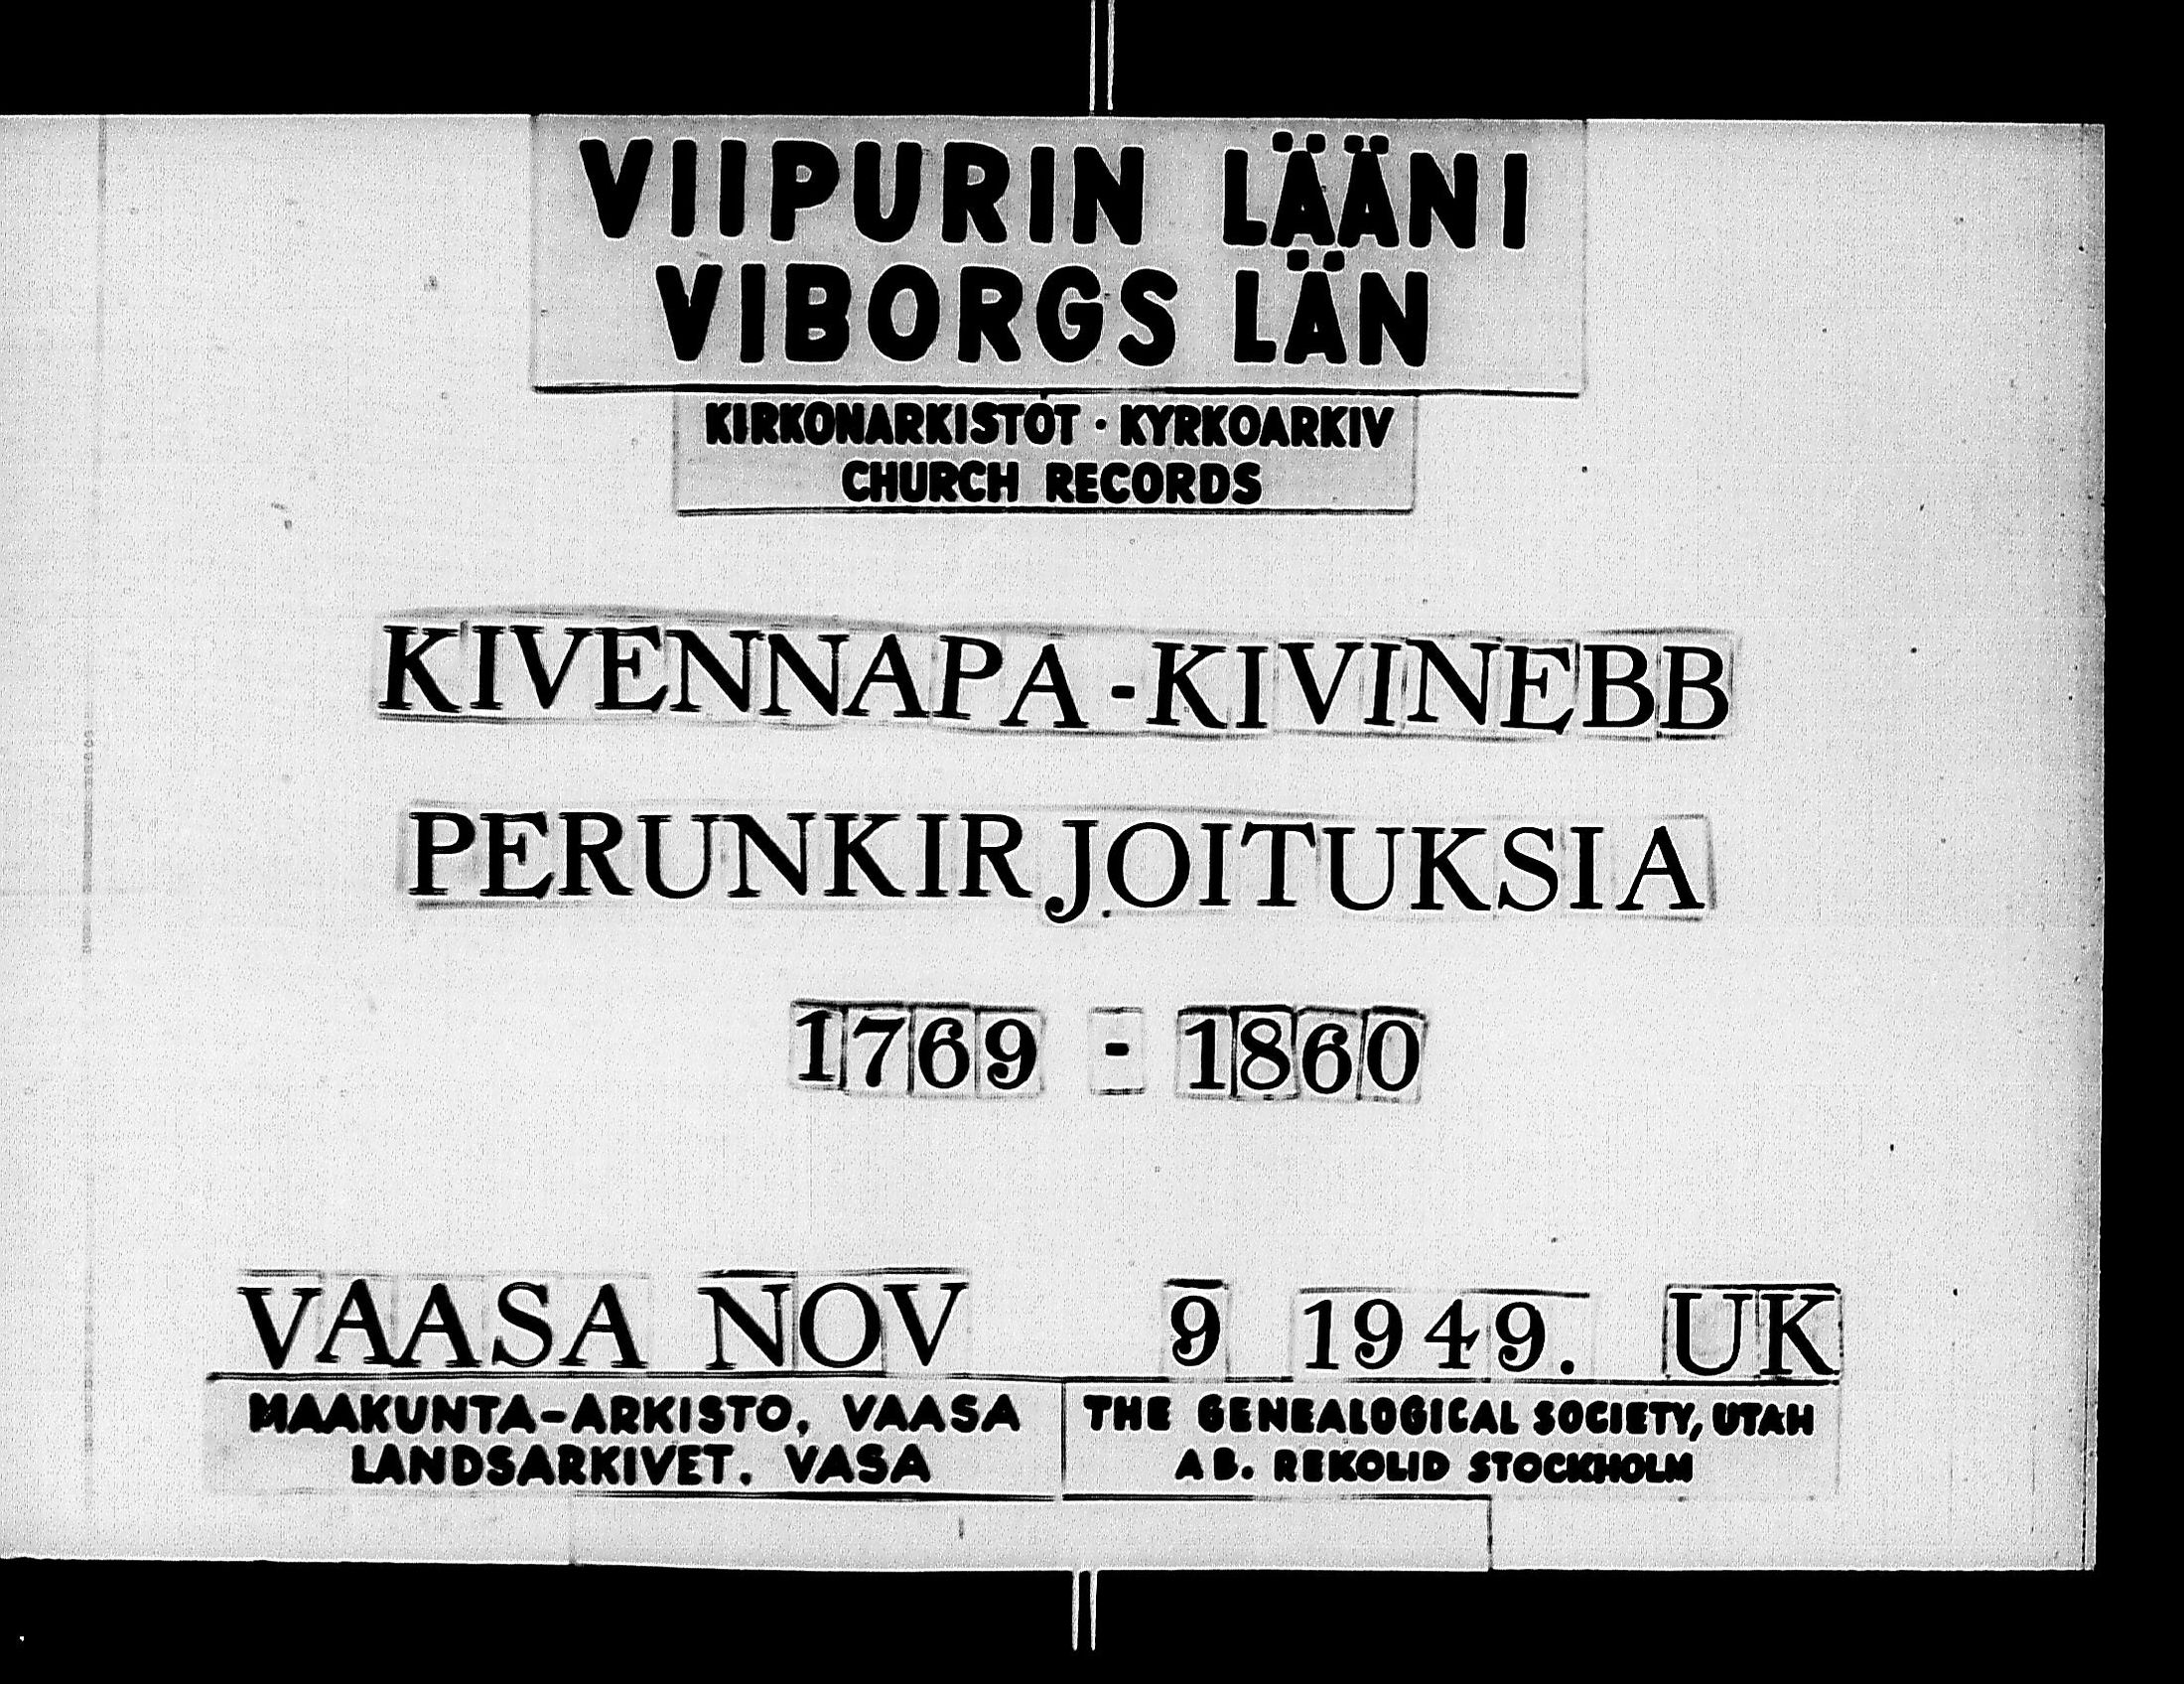 VIIPURIN LÄÄNI
VIBORGS LÄN
KIRKONARKISTOT · KYRKOARKIV
CHURCH RECORDS
KIVENNAPA-KIVINEBB
PERUNKIRJOITUKSIA
1769 - 1860
VAASA NOV 9 1949. UK
MAAKUNTA-ARKISTO, VAASA
LANDSARKIVET. VASA
THE GENEALOGICAL SOCIETY, UTAH
AB. REKOLID STOCKHOLM